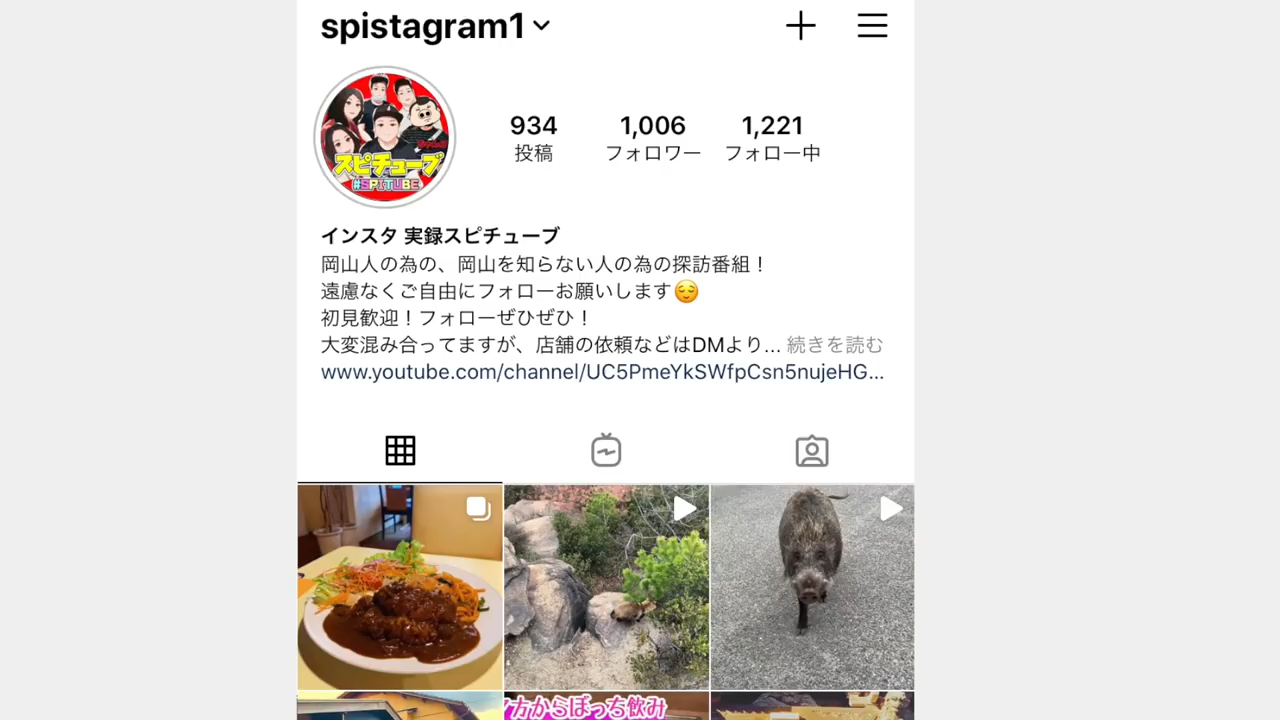 spistagram1
スピチューブ
#SPITUBE
934
投稿
1,006
フォロワー
1,221
フォロー中
インスタ 実録スピチューブ
岡山人の為の、岡山を知らない人の為の探訪番組！
遠慮なくご自由にフォローお願いします😌
初見歓迎！フォローぜひぜひ！
大変混み合ってますが、店舗の依頼などはDMより... 続きを読む
www.youtube.com/channel/UC5PmeYkSWfpCsn5nujeHG...
夕方からぼっち飲み